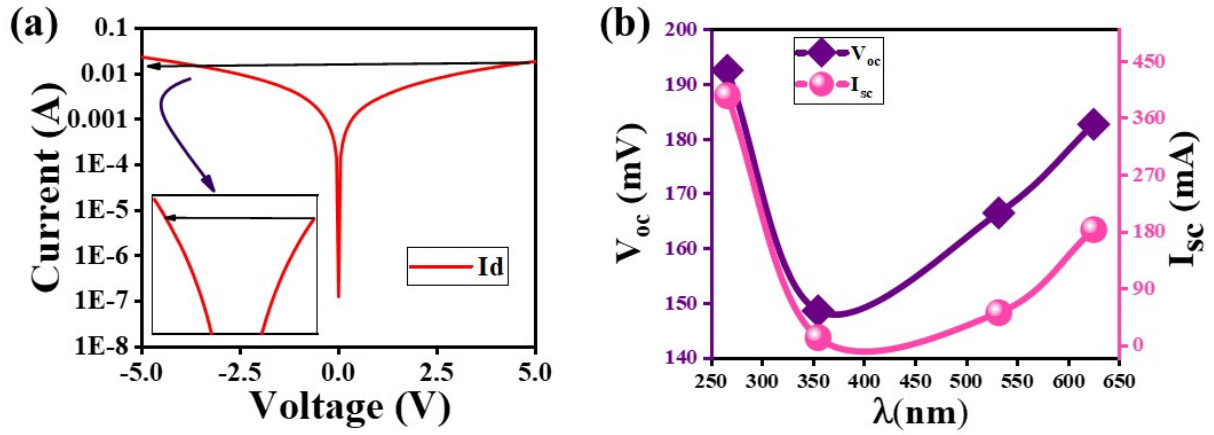 (a)
0.1
0.01
0.001
1E-4
1E-5
1E-6
1E-7
1E-8
Current (A)
Id
-5.0 -2.5 0.0 2.5 5.0
Voltage (V)
(b)
200
190
180
170
160
150
140
Voc (mV)
Voc
Isc
450
360
270
180
90
0
Isc (mA)
250 300 350 400 450 500 550 600 650
λ(nm)